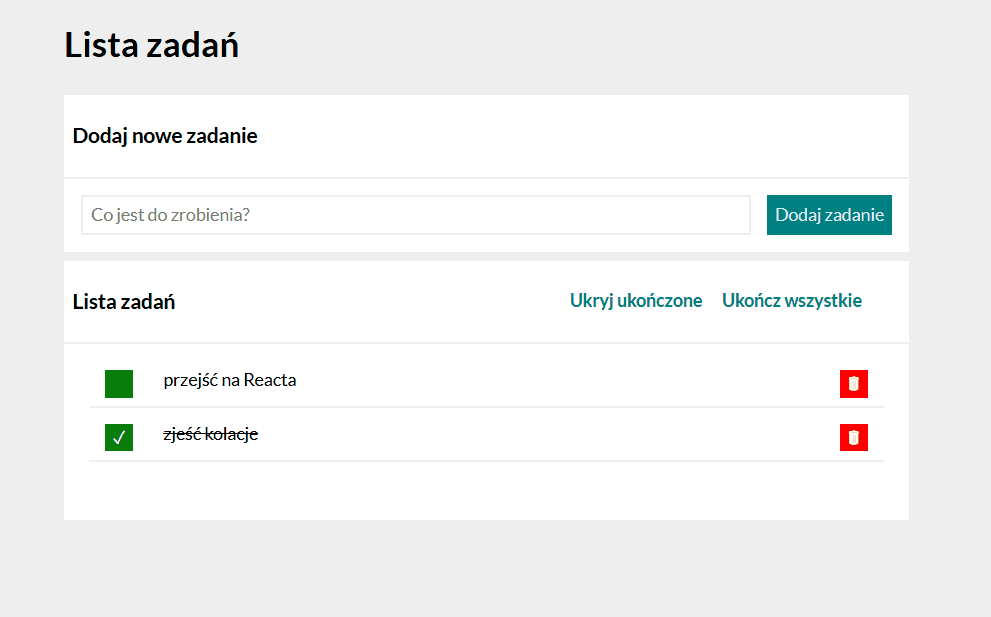 Lista zadań
Dodaj nowe zadanie
Co jest do zrobienia?
Dodaj zadanie
Lista zadań
Ukryj ukończone
Ukończ wszystkie
przejść na Reacta
zjeść kolacje